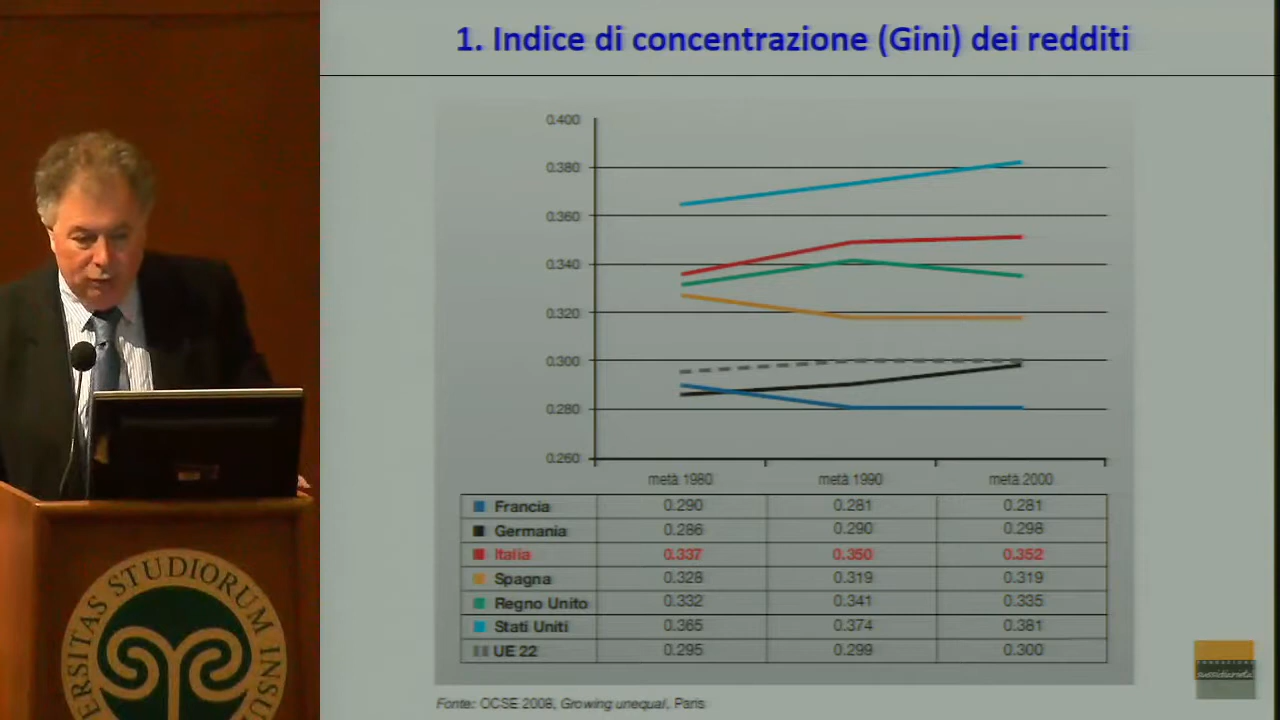 1. Indice di concentrazione (Gini) dei redditi
0.400
0.380
0.360
0.340
0.320
0.300
0.280
0.260
metà 1980 metà 1990 metà 2000
Francia 0.290 0.281 0.281
Germania 0.286 0.290 0.298
Italia 0.337 0.350 0.352
Spagna 0.328 0.319 0.319
Regno Unito 0.332 0.341 0.335
Stati Uniti 0.365 0.374 0.381
UE 22 0.295 0.299 0.300
Fonte: OCSE 2008, Growing unequal, Paris
FONDAZIONE
sussidiarietà
ERSITAS STUDIORUM INSU